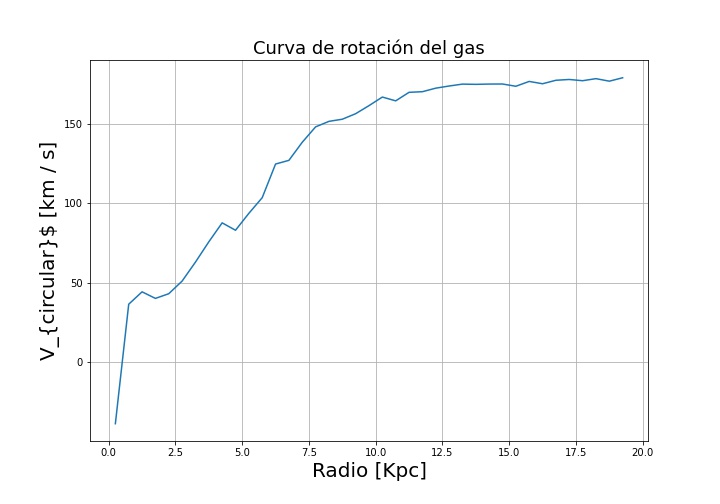 Curva de rotación del gas
V_{circular}$ [km / s]
150
100
50
0
0.0 2.5 5.0 7.5 10.0 12.5 15.0 17.5 20.0
Radio [Kpc]